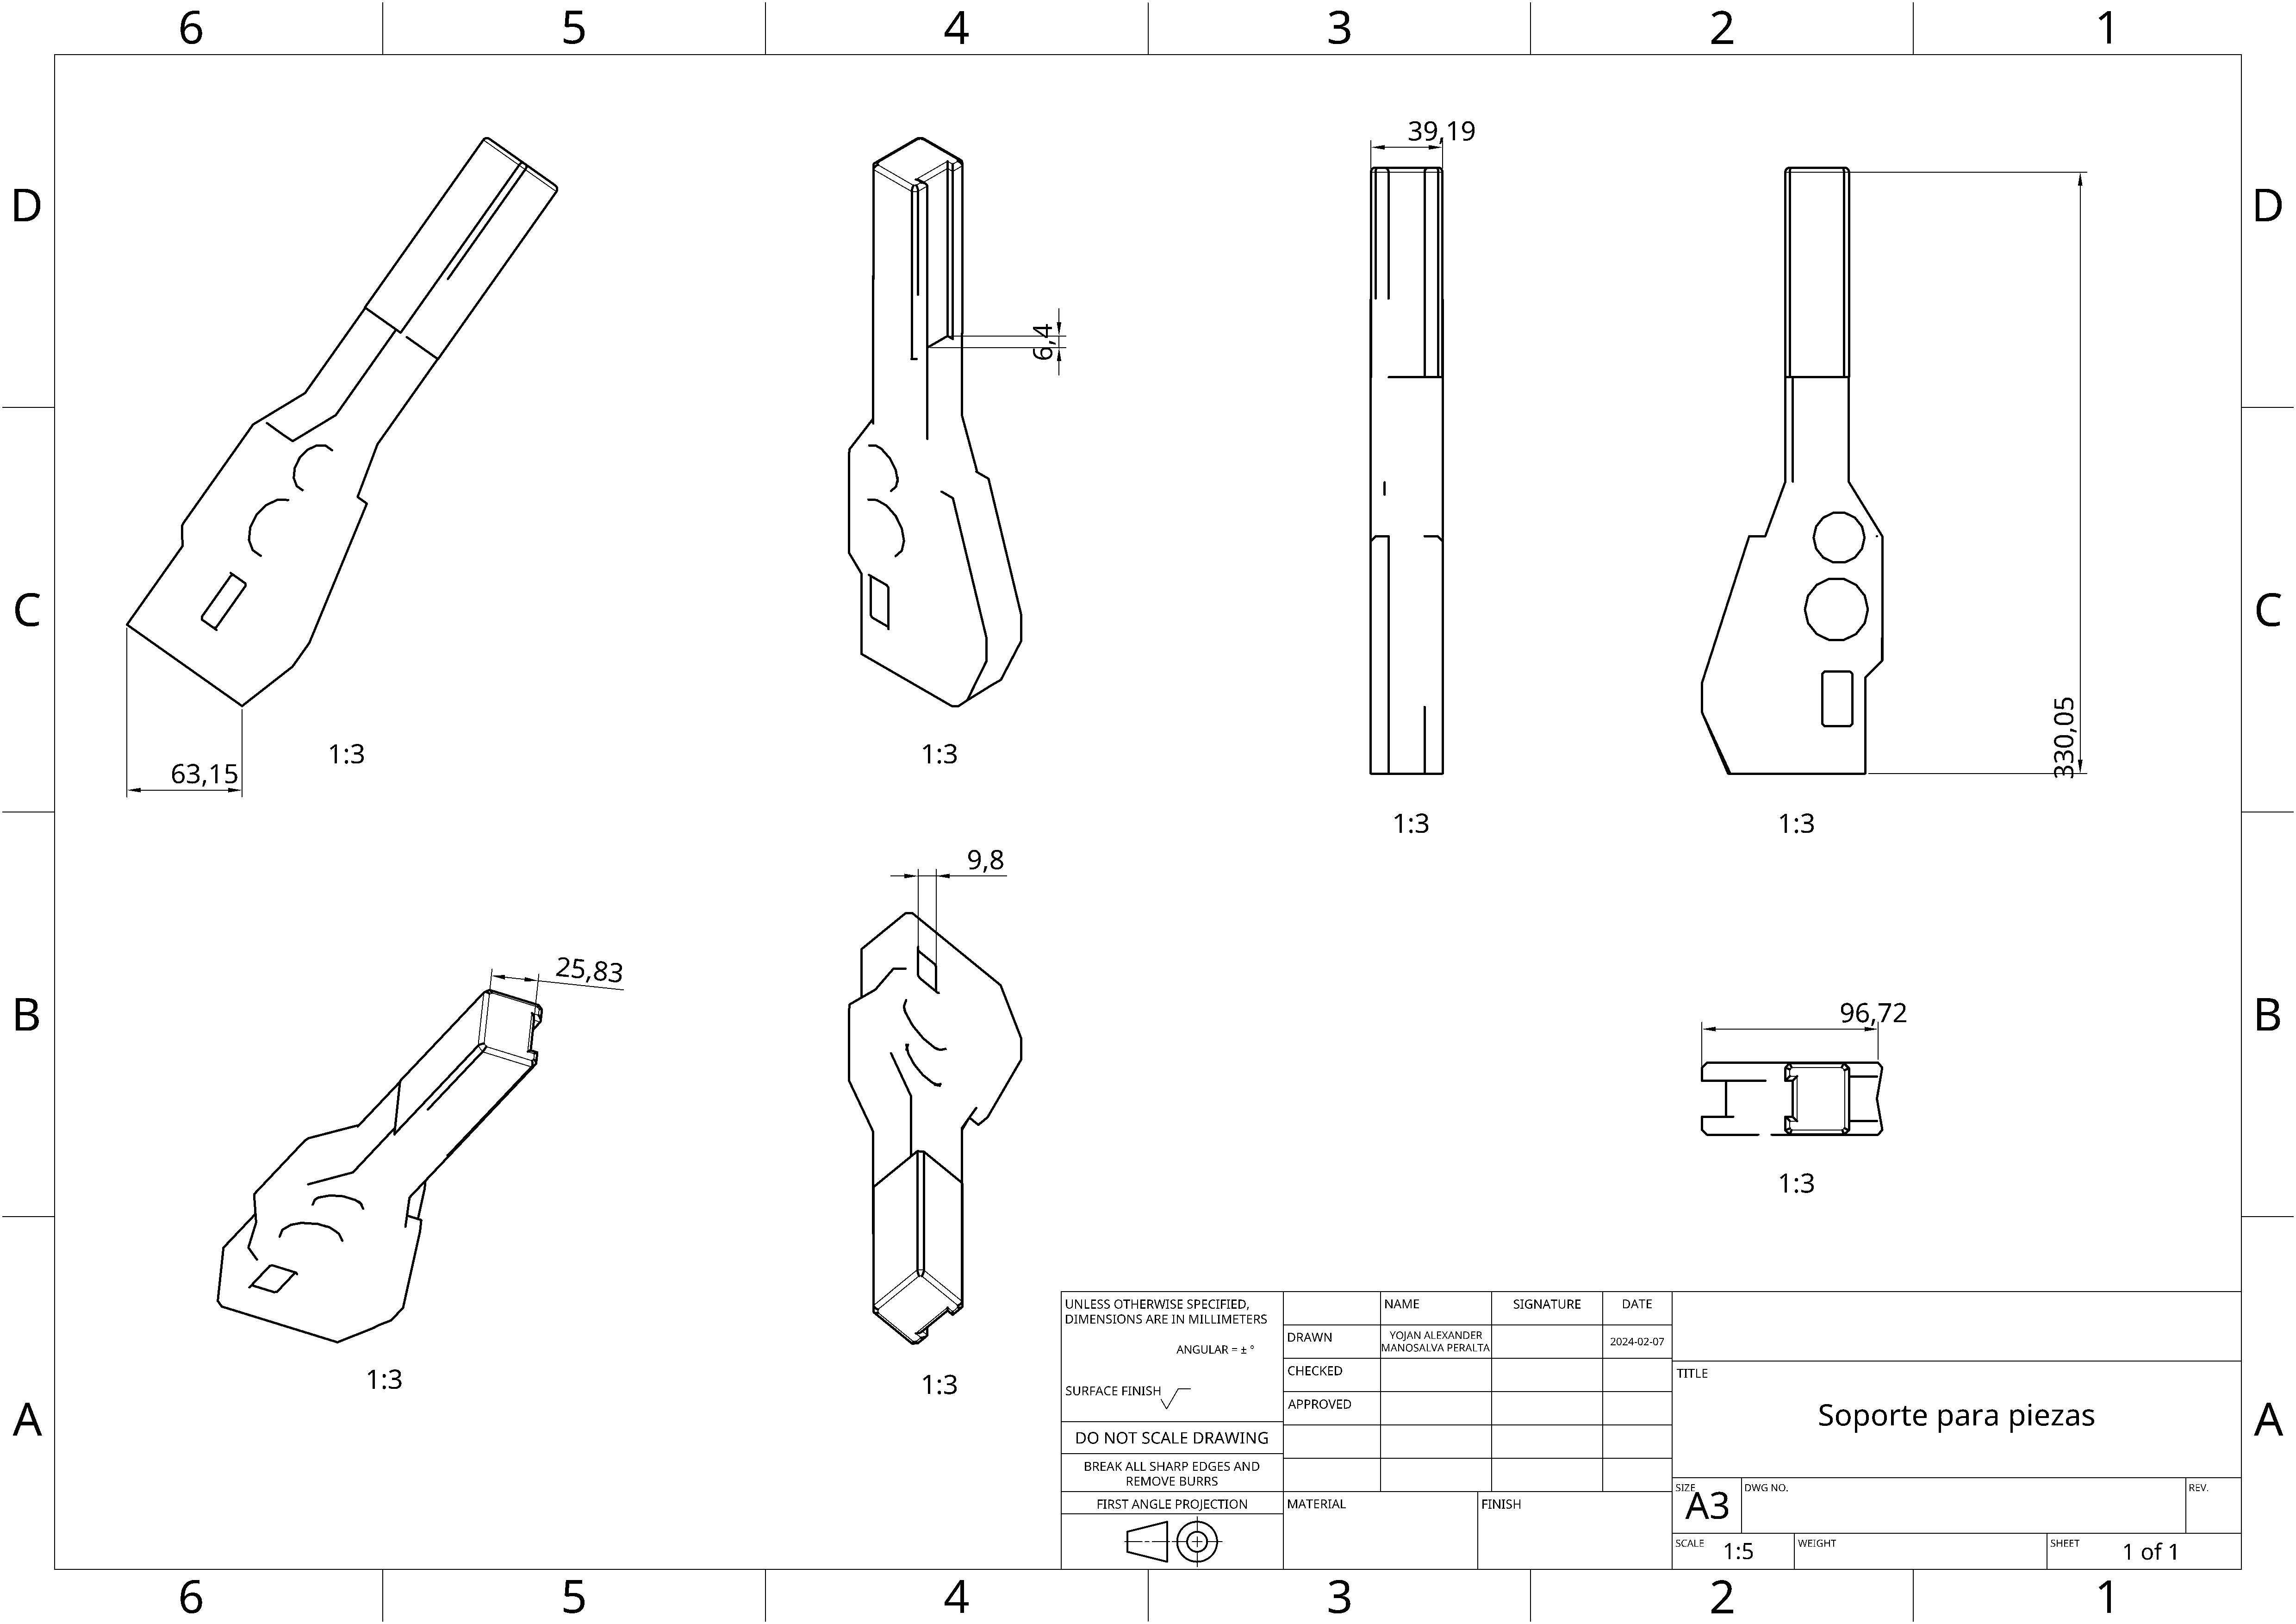 6 5 4 3 2 1
39,19
D D
6,4
C C
330,05
1:3 1:3
63,15
1:3 1:3
9,8
25,83
B B
96,72
1:3
1:3 1:3
UNLESS OTHERWISE SPECIFIED,
DIMENSIONS ARE IN MILLIMETERS
ANGULAR = ± °
SURFACE FINISH
DO NOT SCALE DRAWING
BREAK ALL SHARP EDGES AND
REMOVE BURRS
FIRST ANGLE PROJECTION
NAME SIGNATURE DATE
DRAWN YOJAN ALEXANDER
MANOSALVA PERALTA 2024-02-07
CHECKED
APPROVED
MATERIAL FINISH
TITLE
Soporte para piezas
SIZE A3 DWG NO. REV.
SCALE 1:5 WEIGHT SHEET 1 of 1
A A
6 5 4 3 2 1